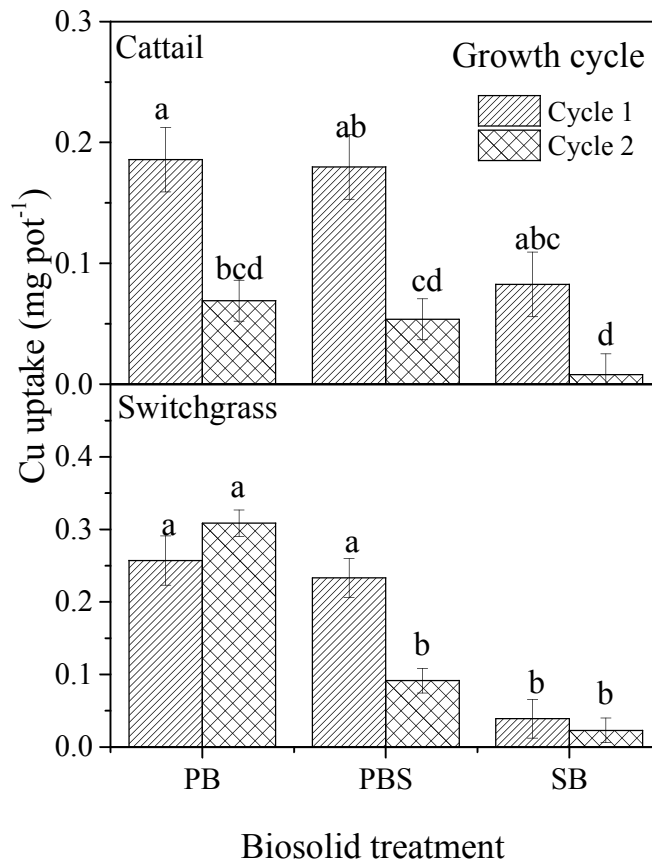 0.3
Cattail
Growth cycle
Cycle 1
Cycle 2
a
ab
0.2
abc
bcd
cd
0.1
d
0.0
Cu uptake (mg pot⁻¹)
Switchgrass
0.4
a
a
a
0.3
0.2
b
b
b
0.1
0.0
PB
PBS
SB
Biosolid treatment